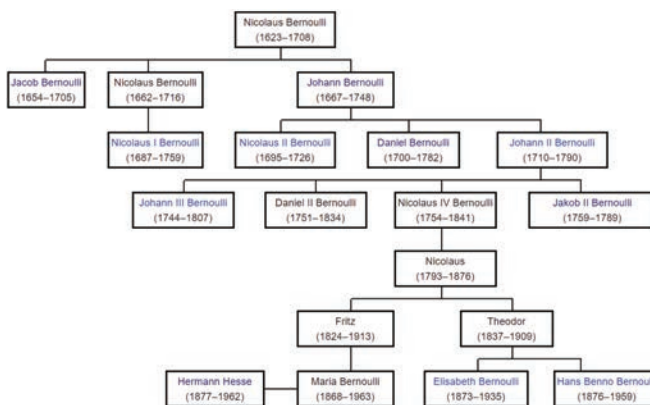 Nicolaus Bernoulli
(1623–1708)
Jacob Bernoulli
(1654–1705)
Nicolaus Bernoulli
(1662–1716)
Johann Bernoulli
(1667–1748)
Nicolaus I Bernoulli
(1687–1759)
Nicolaus II Bernoulli
(1695–1726)
Daniel Bernoulli
(1700–1782)
Johann II Bernoulli
(1710–1790)
Johann III Bernoulli
(1744–1807)
Daniel II Bernoulli
(1751–1834)
Nicolaus IV Bernoulli
(1754–1841)
Jakob II Bernoulli
(1759–1789)
Nicolaus
(1793–1876)
Fritz
(1824–1913)
Theodor
(1837–1909)
Hermann Hesse
(1877–1962)
Maria Bernoulli
(1868–1963)
Elisabeth Bernoulli
(1873–1935)
Hans Benno Bernoulli
(1876–1959)